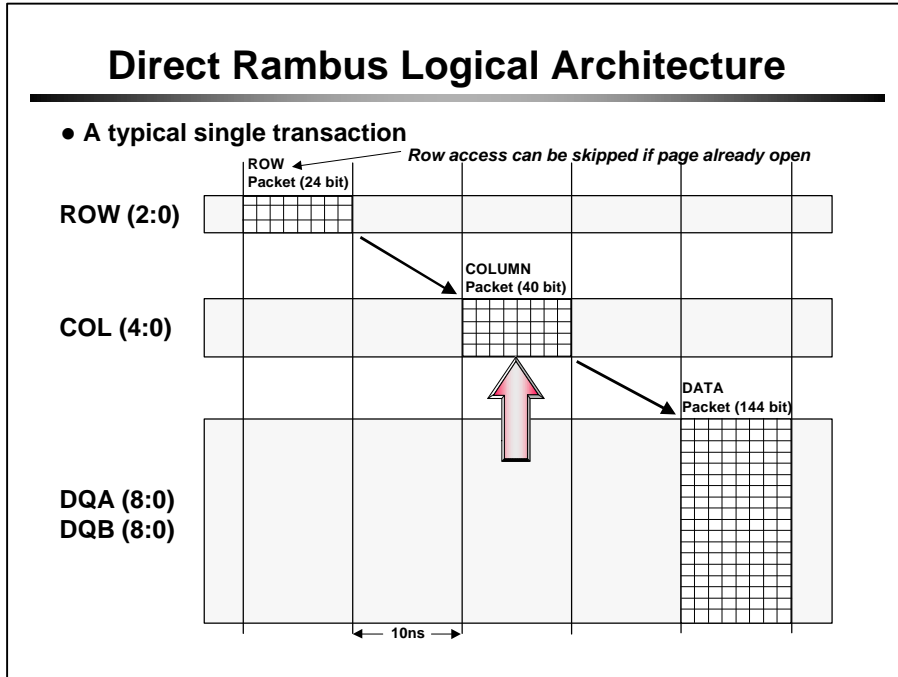 Direct Rambus Logical Architecture
● A typical single transaction
Row access can be skipped if page already open
ROW
Packet (24 bit)
ROW (2:0)
COLUMN
Packet (40 bit)
COL (4:0)
DATA
Packet (144 bit)
DQA (8:0)
DQB (8:0)
10ns